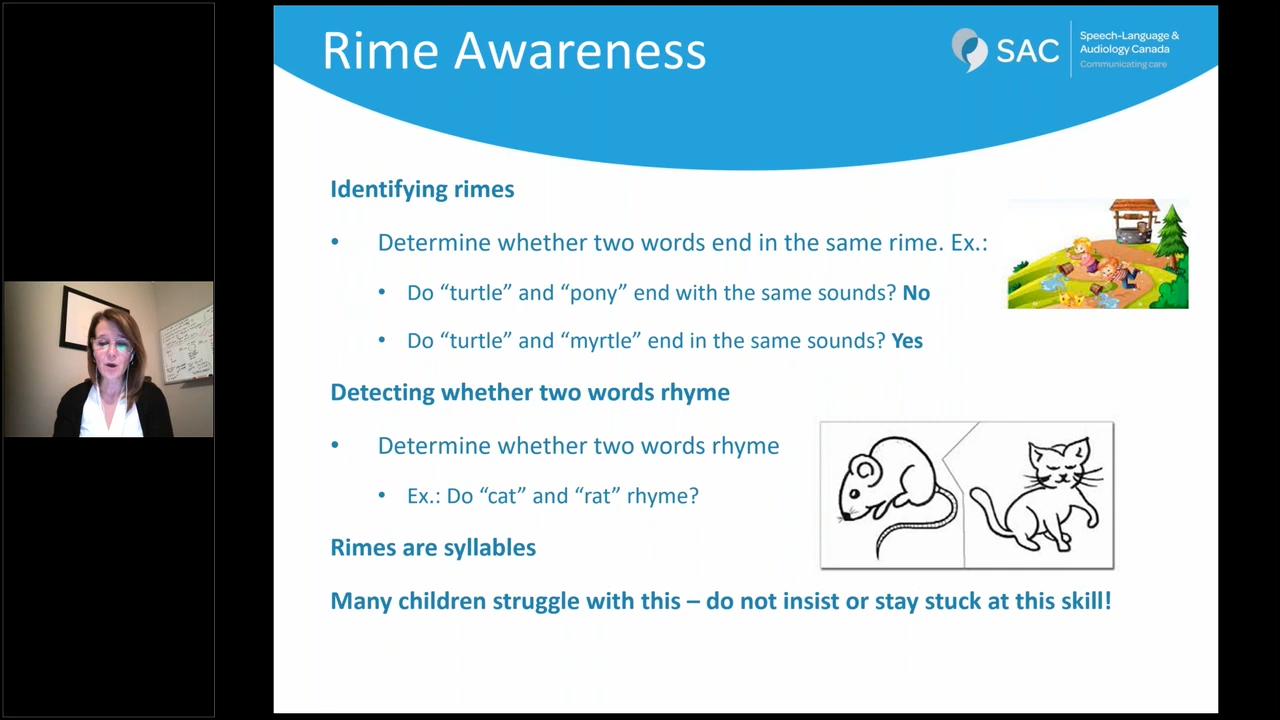 Rime Awareness
SAC
Speech-Language &
Audiology Canada
Communicating care
Identifying rimes
• Determine whether two words end in the same rime. Ex.:
• Do “turtle” and “pony” end with the same sounds? No
• Do “turtle” and “myrtle” end in the same sounds? Yes
Detecting whether two words rhyme
• Determine whether two words rhyme
• Ex.: Do “cat” and “rat” rhyme?
Rimes are syllables
Many children struggle with this – do not insist or stay stuck at this skill!